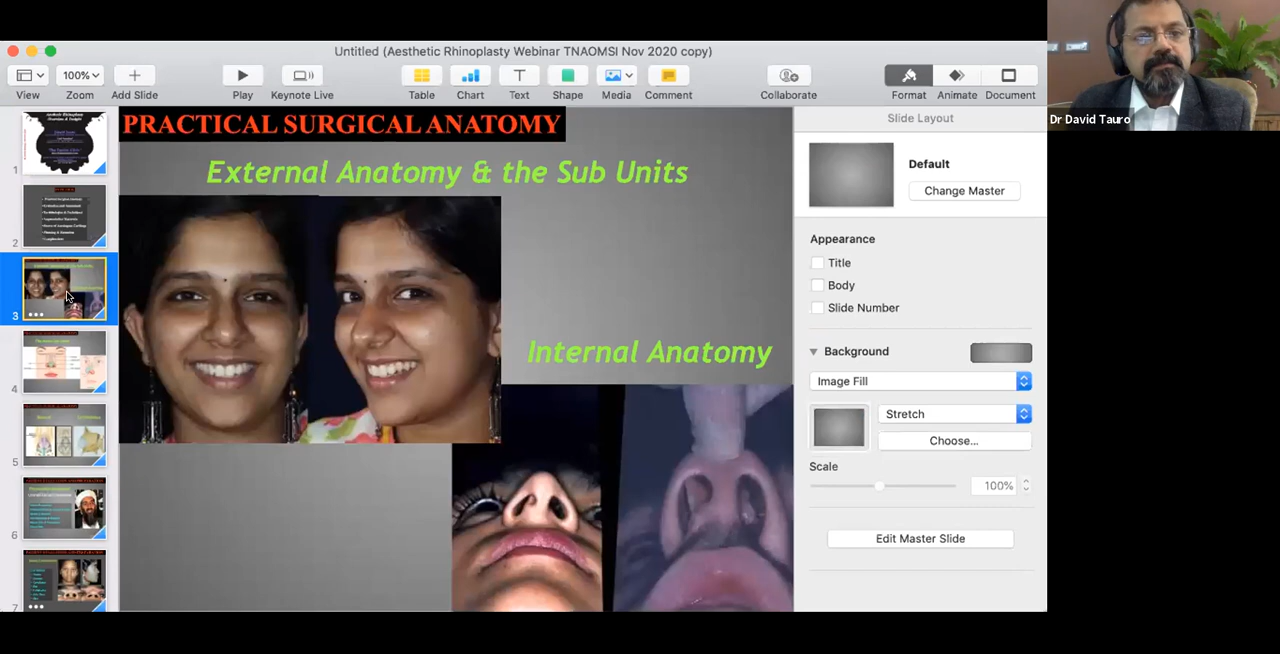 Untitled (Aesthetic Rhinoplasty Webinar TNAOMSI Nov 2020 copy)
100%
View
Zoom
Add Slide
Play
Keynote Live
Table
Chart
Text
Shape
Media
Comment
Collaborate
Format
Animate
Document
Dr David Tauro
1
2
3
4
5
6
7
PRACTICAL SURGICAL ANATOMY
External Anatomy & the Sub Units
Internal Anatomy
Slide Layout
Default
Change Master
Appearance
Title
Body
Slide Number
Background
Image Fill
Stretch
Choose...
Scale
100%
Edit Master Slide